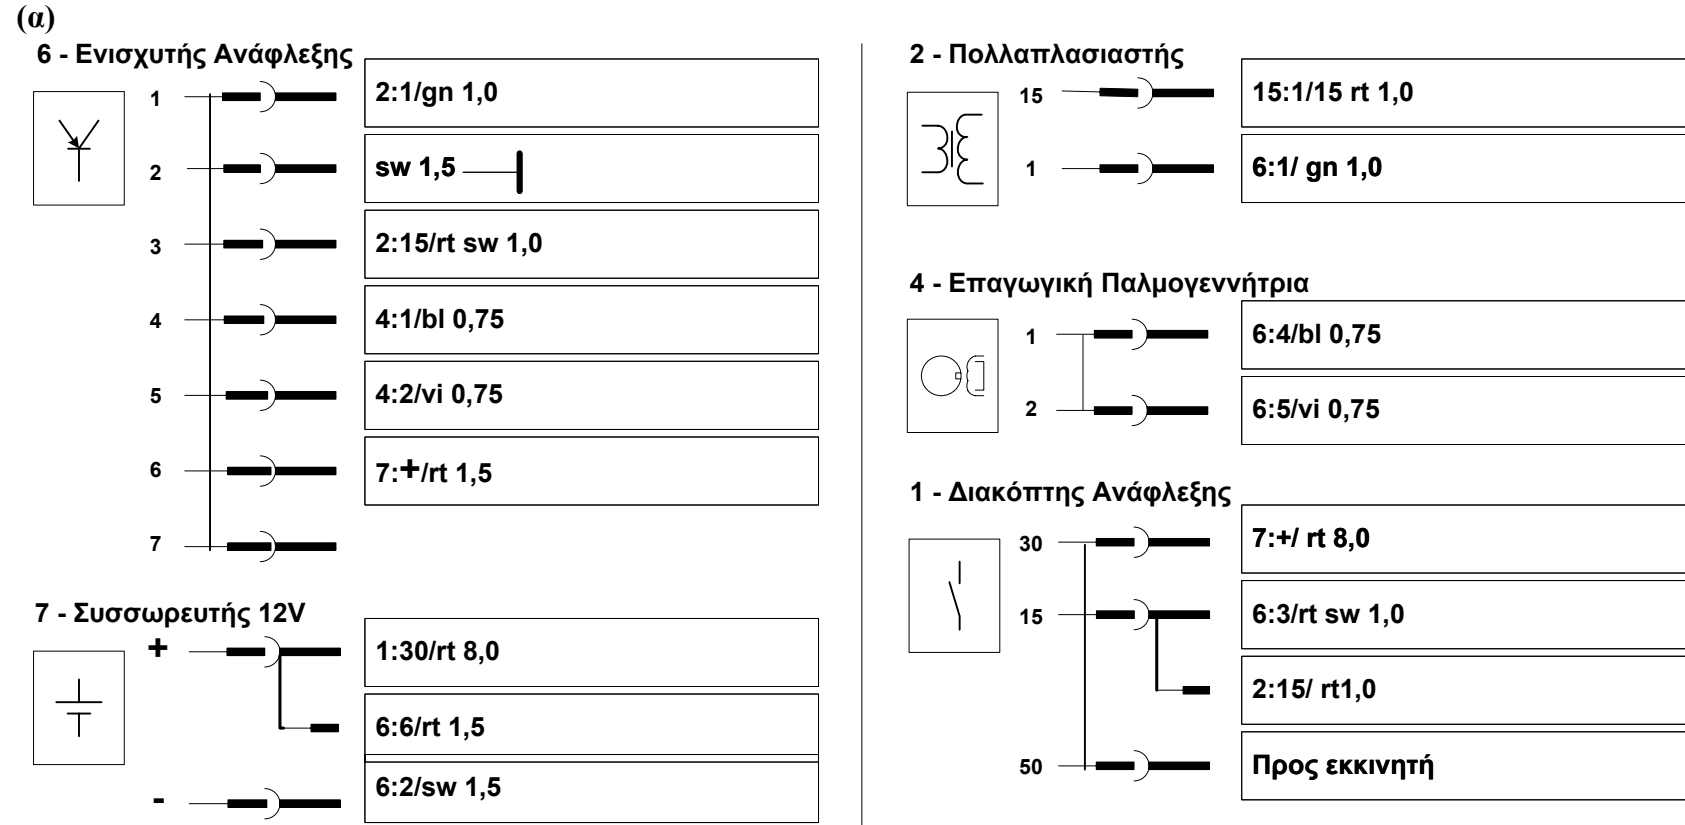 (α)
6 - Ενισχυτής Ανάφλεξης
1 2:1/gn 1,0
2 sw 1,5
3 2:15/rt sw 1,0
4 4:1/bl 0,75
5 4:2/vi 0,75
6 7:+/rt 1,5
7
7 - Συσσωρευτής 12V
+ 1:30/rt 8,0
6:6/rt 1,5
- 6:2/sw 1,5
2 - Πολλαπλασιαστής
15 15:1/15 rt 1,0
1 6:1/ gn 1,0
4 - Επαγωγική Παλμογεννήτρια
1 6:4/bl 0,75
2 6:5/vi 0,75
1 - Διακόπτης Ανάφλεξης
30 7:+/ rt 8,0
15 6:3/rt sw 1,0
2:15/ rt1,0
50 Προς εκκινητή